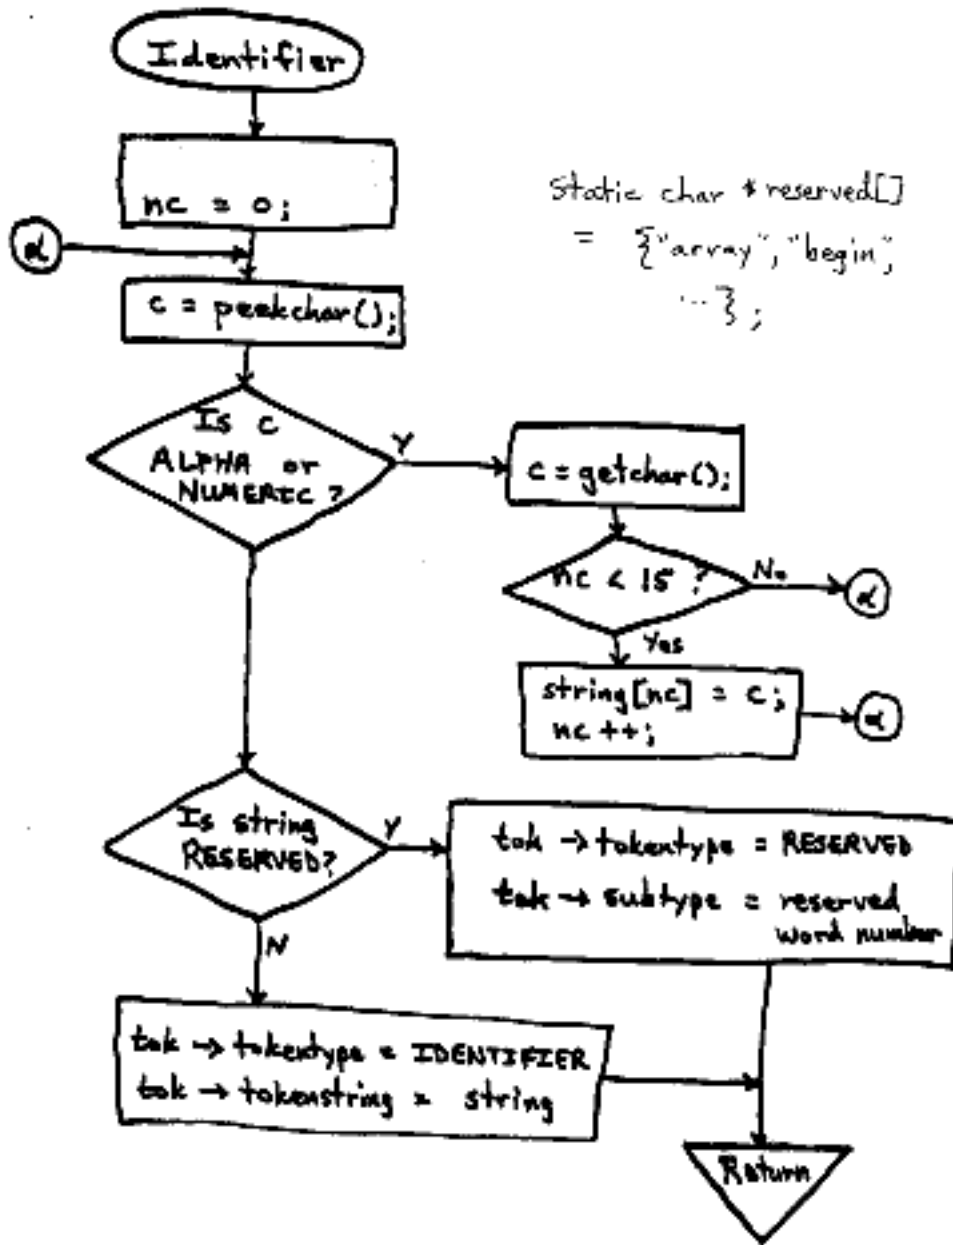 Identifier
nc = 0;
static char * reserved[]
= {"array", "begin",
... };
α
c = peekchar();
Is c
ALPHA or
NUMERIC ?
Y
c = getchar();
nc < 15 ?
No
α
Yes
string[nc] = c;
nc ++;
α
Is string
RESERVED?
Y
tok → tokentype = RESERVED
tok → subtype = reserved
word number
N
tok → tokentype = IDENTIFIER
tok → tokenstring = string
Return